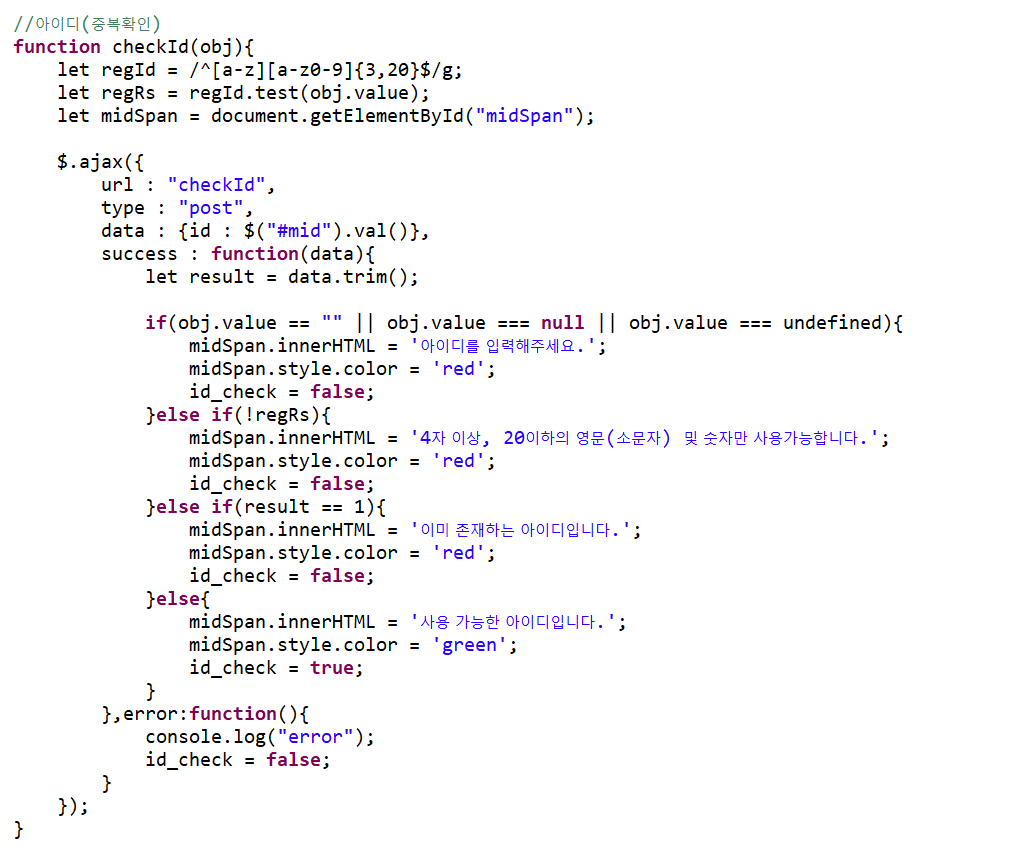 //아이디(중복확인)
function checkId(obj){
    let regId = /^[a-z][a-z0-9]{3,20}$/g;
    let regRs = regId.test(obj.value);
    let midSpan = document.getElementById("midSpan");

    $.ajax({
        url : "checkId",
        type : "post",
        data : {id : $("#mid").val()},
        success : function(data){
            let result = data.trim();

            if(obj.value == "" || obj.value === null || obj.value === undefined){
                midSpan.innerHTML = '아이디를 입력해주세요.';
                midSpan.style.color = 'red';
                id_check = false;
            }else if(!regRs){
                midSpan.innerHTML = '4자 이상, 20이하의 영문(소문자) 및 숫자만 사용가능합니다.';
                midSpan.style.color = 'red';
                id_check = false;
            }else if(result == 1){
                midSpan.innerHTML = '이미 존재하는 아이디입니다.';
                midSpan.style.color = 'red';
                id_check = false;
            }else{
                midSpan.innerHTML = '사용 가능한 아이디입니다.';
                midSpan.style.color = 'green';
                id_check = true;
            }
        },error:function(){
            console.log("error");
            id_check = false;
        }
    });
}